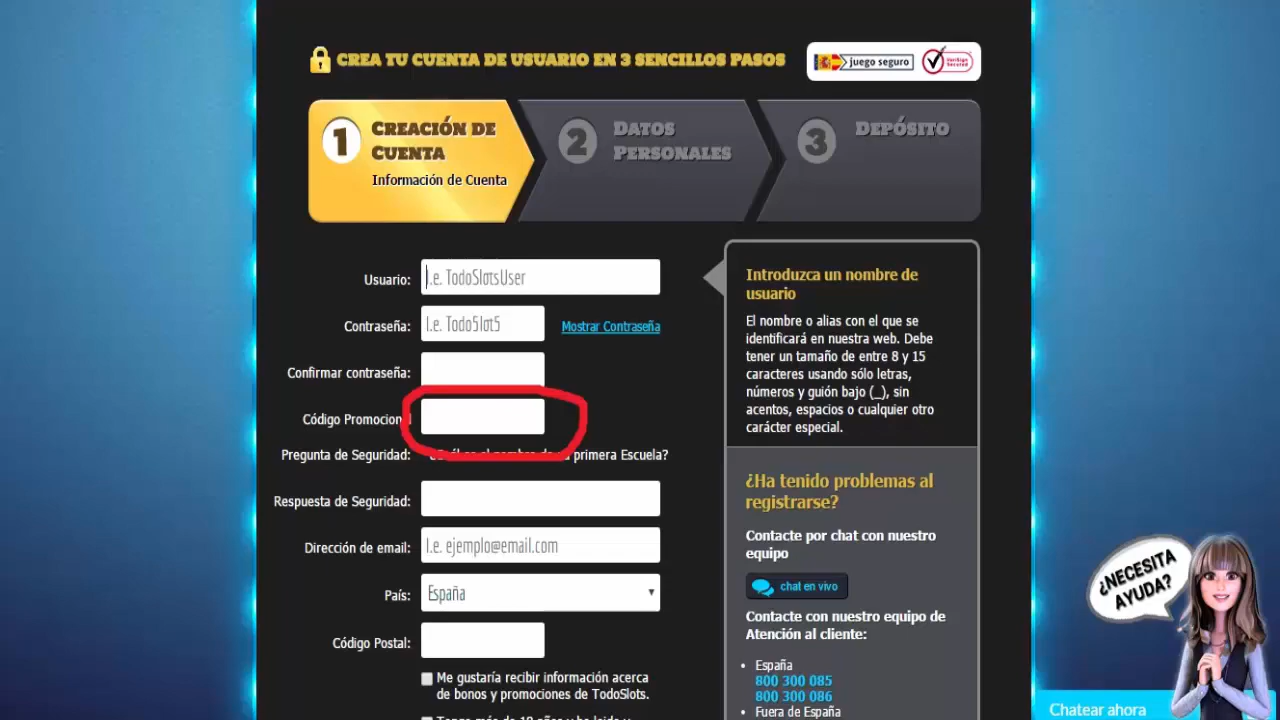 CREA TU CUENTA DE USUARIO EN 3 SENCILLOS PASOS
juego seguro
1 CREACIÓN DE
CUENTA
Información de Cuenta
2 DATOS
PERSONALES
3 DEPÓSITO
Usuario: I.e. TodoSlotsUser
Contraseña: I.e. Todo5lot5 Mostrar Contraseña
Confirmar contraseña:
Código Promocion
Pregunta de Seguridad: primera Escuela?
Respuesta de Seguridad:
Dirección de email: I.e. ejemplo@email.com
País: España
Código Postal:
Me gustaría recibir información acerca
de bonos y promociones de TodoSlots.
Introduzca un nombre de
usuario
El nombre o alias con el que se
identificará en nuestra web. Debe
tener un tamaño de entre 8 y 15
caracteres usando sólo letras,
números y guión bajo (_), sin
acentos, espacios o cualquier otro
carácter especial.
¿Ha tenido problemas al
registrarse?
Contacte por chat con nuestro
equipo
chat en vivo
Contacte con nuestro equipo de
Atención al cliente:
• España
800 300 085
800 300 086
• Fuera de España
¿NECESITA
AYUDA?
Chatear ahora